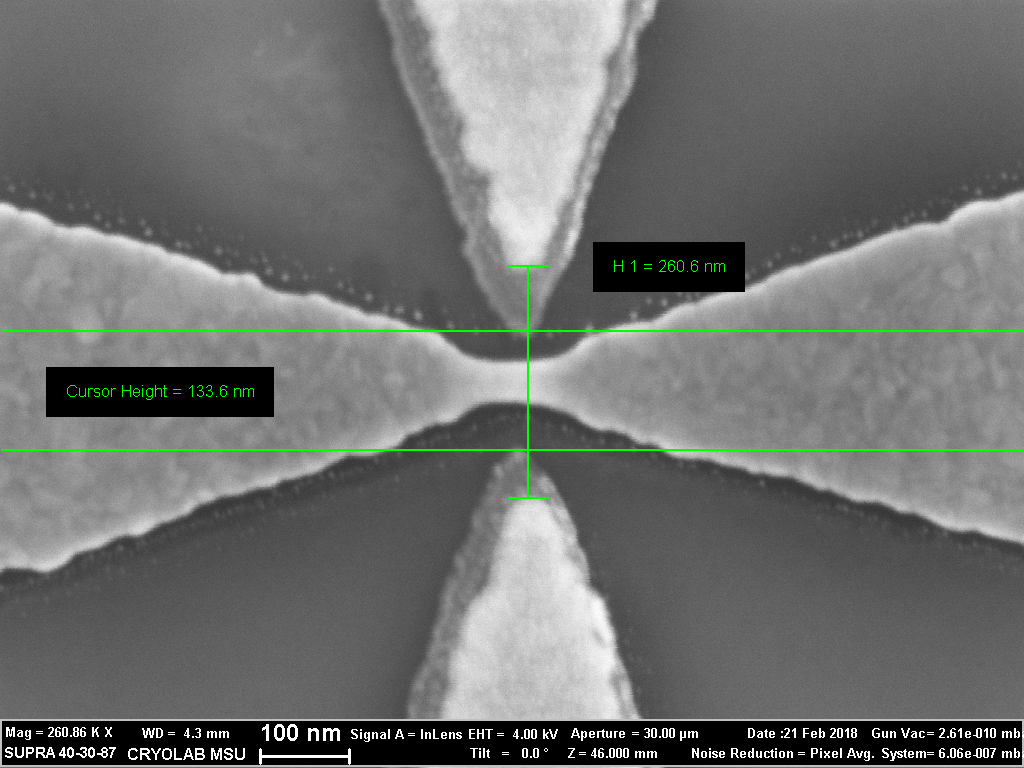 H 1 = 260.6 nm
Cursor Height = 133.6 nm
Mag = 260.86 K X WD = 4.3 mm 100 nm Signal A = InLens EHT = 4.00 kV Aperture = 30.00 µm Date :21 Feb 2018 Gun Vac= 2.61e-010 mb
SUPRA 40-30-87 CRYOLAB MSU Tilt = 0.0 ° Z = 46.000 mm Noise Reduction = Pixel Avg. System= 6.06e-007 mb